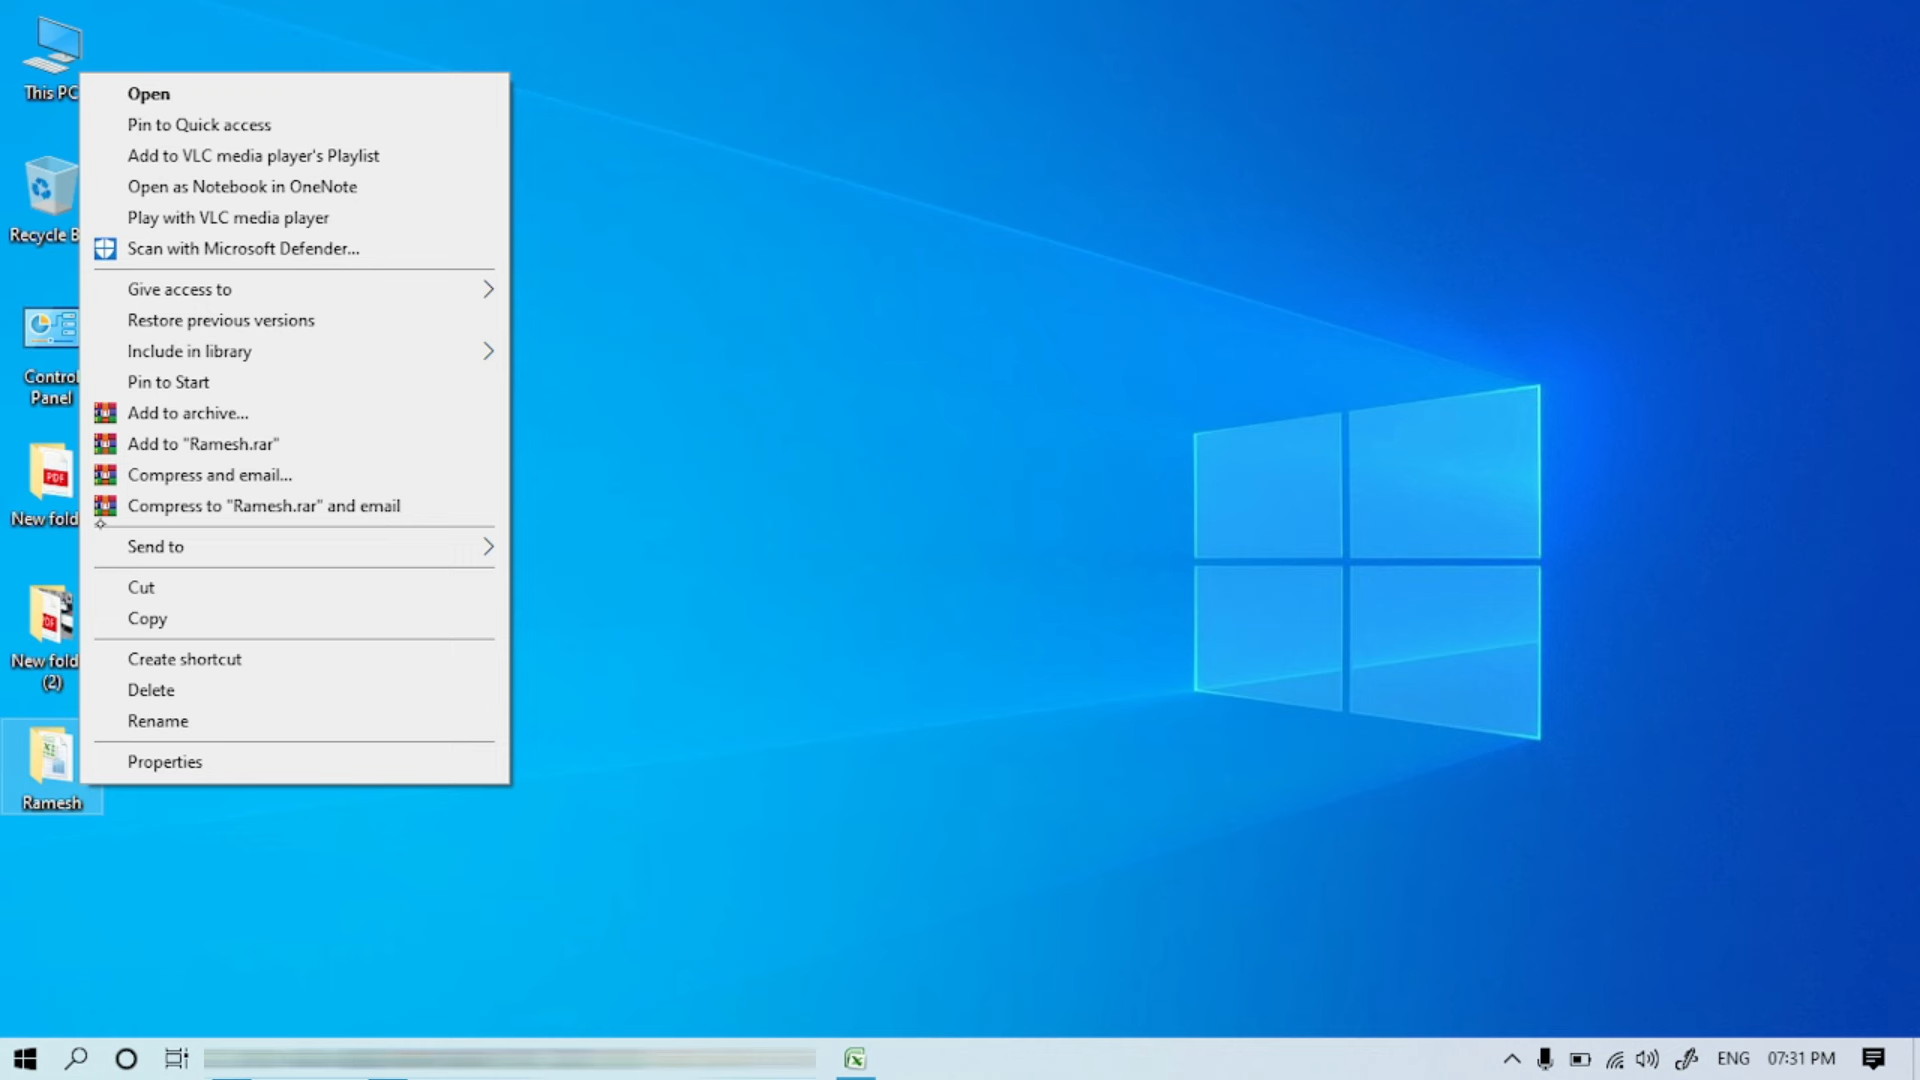 This PC
Recycle B
Control
Panel
New fold
New fold
(2)
Ramesh
Open
Pin to Quick access
Add to VLC media player's Playlist
Open as Notebook in OneNote
Play with VLC media player
Scan with Microsoft Defender...
Give access to
Restore previous versions
Include in library
Pin to Start
Add to archive...
Add to "Ramesh.rar"
Compress and email...
Compress to "Ramesh.rar" and email
Send to
Cut
Copy
Create shortcut
Delete
Rename
Properties
ENG 07:31 PM